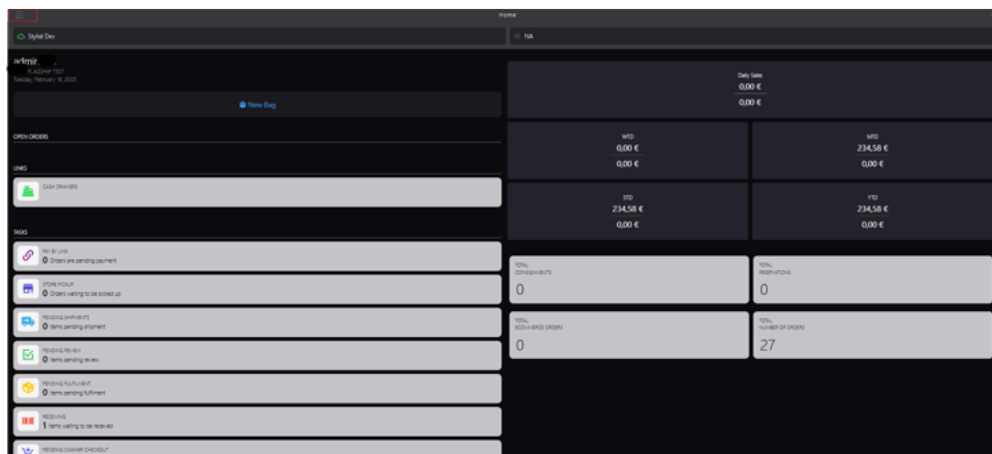 Home
Stylist Dev
NA
admin
FLAGSHIP TEST
Tuesday, February 18, 2025
New Bag
OPEN ORDERS
LINKS
CASH DRAWERS
TASKS
PAY BY LINK
0 Orders are pending payment
STORE PICKUP
0 Orders waiting to be picked up
PENDING SHIPMENTS
0 Items pending shipment
PENDING REVIEW
0 Items pending review
PENDING FULFILMENT
0 Items pending fulfilment
RECEIVING
1 Items waiting to be received
PENDING CASHIER CHECKOUT
Daily Sales
0,00 €
0,00 €
WTD
0,00 €
0,00 €
MTD
234,58 €
0,00 €
STD
234,58 €
0,00 €
YTD
234,58 €
0,00 €
TOTAL
CONSIGNMENTS
0
TOTAL
RESERVATIONS
0
TOTAL
ECOMMERCE ORDERS
0
TOTAL
NUMBER OF ORDERS
27